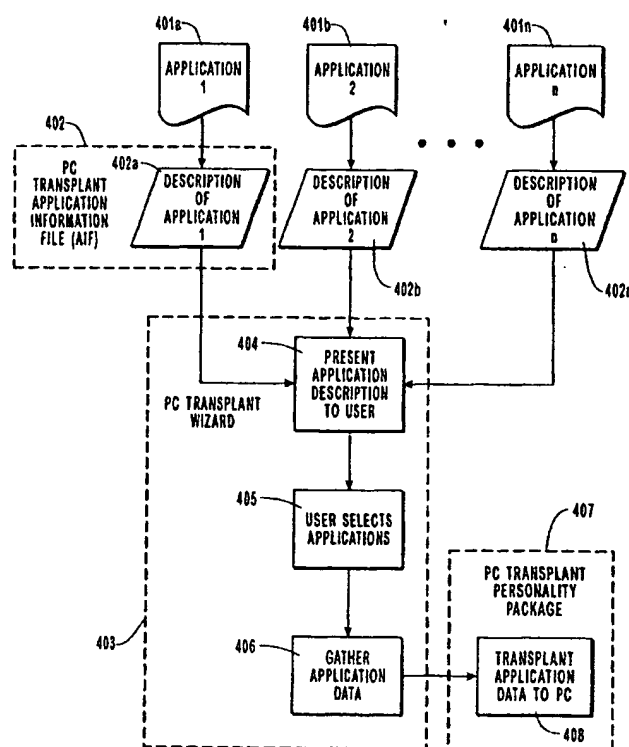 401a
401b
401n
APPLICATION
1
APPLICATION
2
APPLICATION
n
402
PC
TRANSPLANT
APPLICATION
INFORMATION
FILE (AIF)
402a
DESCRIPTION
OF
APPLICATION
1
DESCRIPTION
OF
APPLICATION
2
402b
DESCRIPTION
OF
APPLICATION
n
402n
404
PRESENT
APPLICATION
DESCRIPTION
TO USER
PC TRANSPLANT
WIZARD
405
USER SELECTS
APPLICATIONS
403
406
GATHER
APPLICATION
DATA
407
PC TRANSPLANT
PERSONALITY
PACKAGE
TRANSPLANT
APPLICATION
DATA TO PC
408